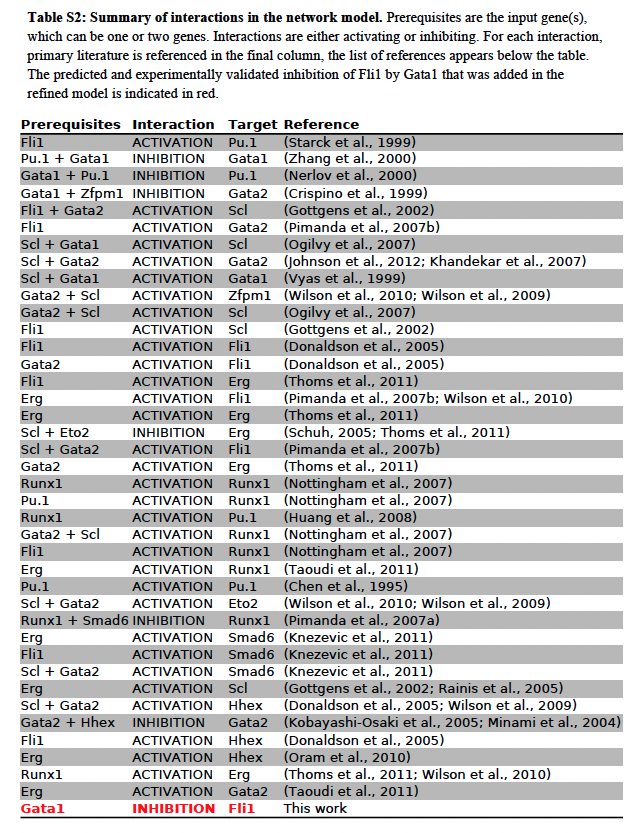 Table S2: Summary of interactions in the network model. Prerequisites are the input gene(s),
which can be one or two genes. Interactions are either activating or inhibiting. For each interaction,
primary literature is referenced in the final column, the list of references appears below the table.
The predicted and experimentally validated inhibition of Fli1 by Gata1 that was added in the
refined model is indicated in red.
Prerequisites Interaction Target Reference
Fli1 ACTIVATION Pu.1 (Starck et al., 1999)
Pu.1 + Gata1 INHIBITION Gata1 (Zhang et al., 2000)
Gata1 + Pu.1 INHIBITION Pu.1 (Nerlov et al., 2000)
Gata1 + Zfpm1 INHIBITION Gata2 (Crispino et al., 1999)
Fli1 + Gata2 ACTIVATION Scl (Gottgens et al., 2002)
Fli1 ACTIVATION Gata2 (Pimanda et al., 2007b)
Scl + Gata1 ACTIVATION Scl (Ogilvy et al., 2007)
Scl + Gata2 ACTIVATION Gata2 (Johnson et al., 2012; Khandekar et al., 2007)
Scl + Gata1 ACTIVATION Gata1 (Vyas et al., 1999)
Gata2 + Scl ACTIVATION Zfpm1 (Wilson et al., 2010; Wilson et al., 2009)
Gata2 + Scl ACTIVATION Scl (Ogilvy et al., 2007)
Fli1 ACTIVATION Scl (Gottgens et al., 2002)
Fli1 ACTIVATION Fli1 (Donaldson et al., 2005)
Gata2 ACTIVATION Fli1 (Donaldson et al., 2005)
Fli1 ACTIVATION Erg (Thoms et al., 2011)
Erg ACTIVATION Fli1 (Pimanda et al., 2007b; Wilson et al., 2010)
Erg ACTIVATION Erg (Thoms et al., 2011)
Scl + Eto2 INHIBITION Erg (Schuh, 2005; Thoms et al., 2011)
Scl + Gata2 ACTIVATION Fli1 (Pimanda et al., 2007b)
Gata2 ACTIVATION Erg (Thoms et al., 2011)
Runx1 ACTIVATION Runx1 (Nottingham et al., 2007)
Pu.1 ACTIVATION Runx1 (Nottingham et al., 2007)
Runx1 ACTIVATION Pu.1 (Huang et al., 2008)
Gata2 + Scl ACTIVATION Runx1 (Nottingham et al., 2007)
Fli1 ACTIVATION Runx1 (Nottingham et al., 2007)
Erg ACTIVATION Runx1 (Taoudi et al., 2011)
Pu.1 ACTIVATION Pu.1 (Chen et al., 1995)
Scl + Gata2 ACTIVATION Eto2 (Wilson et al., 2010; Wilson et al., 2009)
Runx1 + Smad6 INHIBITION Runx1 (Pimanda et al., 2007a)
Erg ACTIVATION Smad6 (Knezevic et al., 2011)
Fli1 ACTIVATION Smad6 (Knezevic et al., 2011)
Scl + Gata2 ACTIVATION Smad6 (Knezevic et al., 2011)
Erg ACTIVATION Scl (Gottgens et al., 2002; Rainis et al., 2005)
Scl + Gata2 ACTIVATION Hhex (Donaldson et al., 2005; Wilson et al., 2009)
Gata2 + Hhex INHIBITION Gata2 (Kobayashi-Osaki et al., 2005; Minami et al., 2004)
Fli1 ACTIVATION Hhex (Donaldson et al., 2005)
Erg ACTIVATION Hhex (Oram et al., 2010)
Runx1 ACTIVATION Erg (Thoms et al., 2011; Wilson et al., 2010)
Erg ACTIVATION Gata2 (Taoudi et al., 2011)
Gata1 INHIBITION Fli1 This work